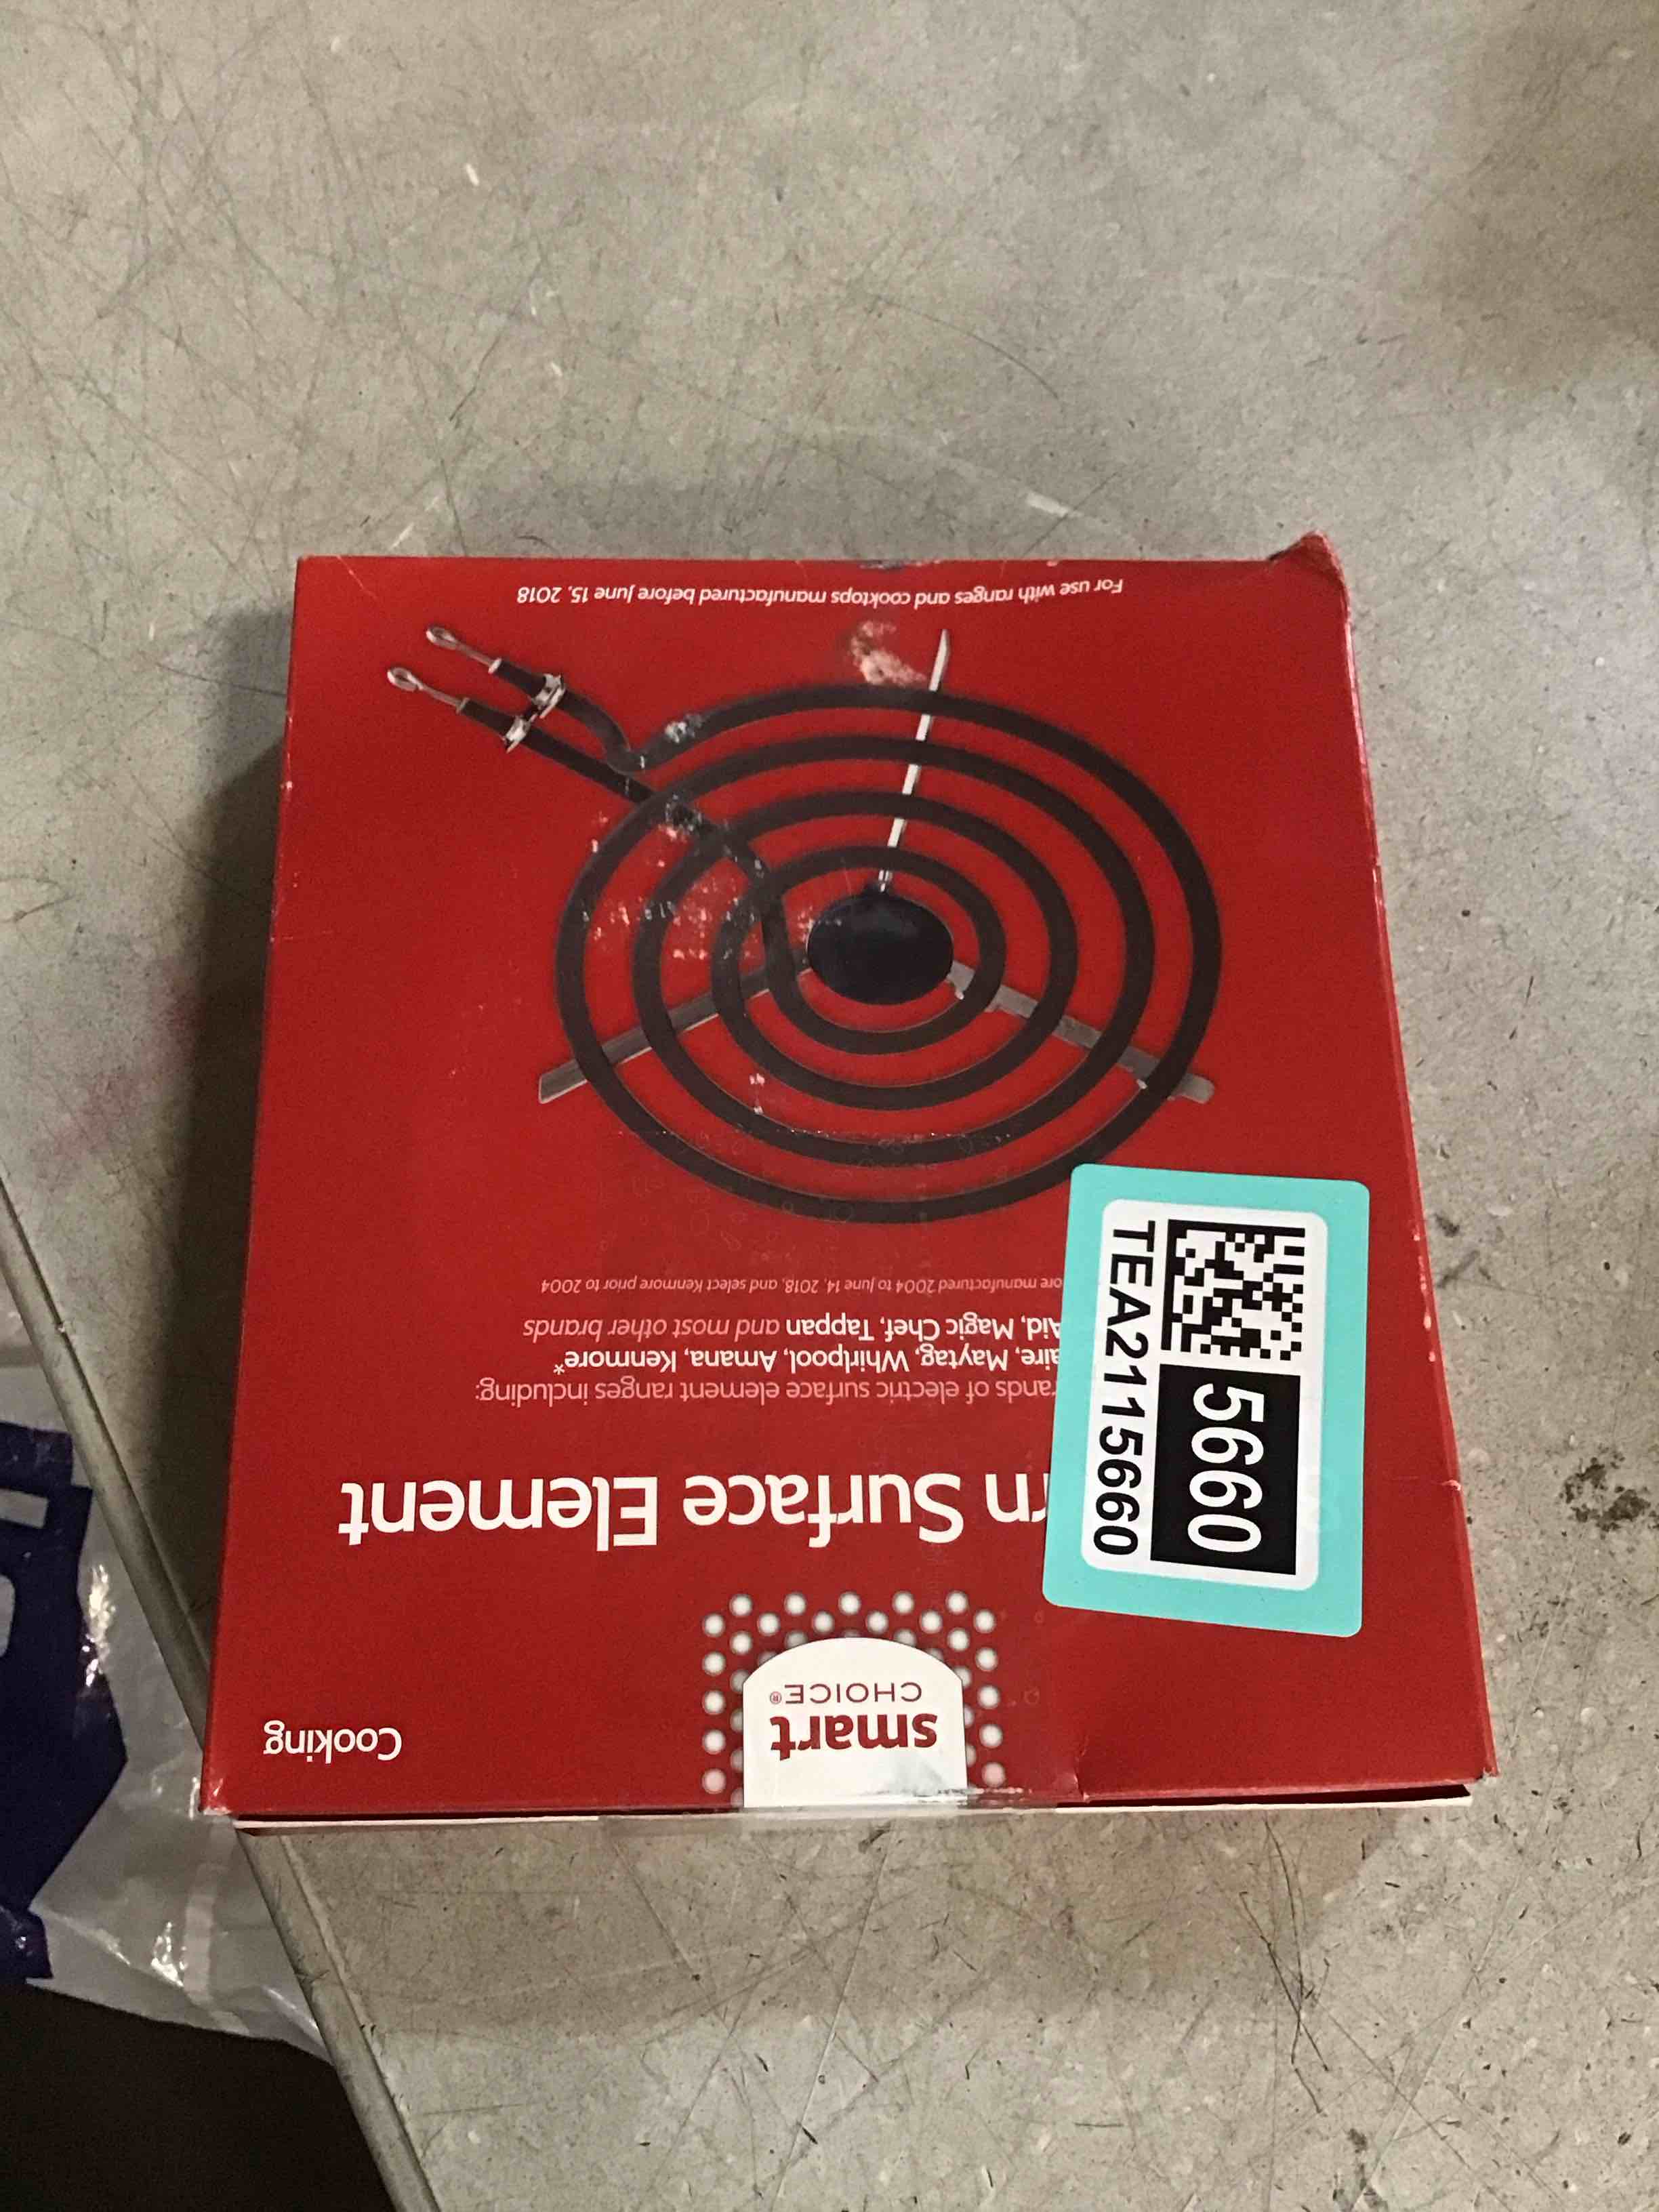 Cooking
smart
CHOICE®
rn Surface Element
rands of electric surface element ranges including:
aire, Maytag, Whirlpool, Amana, Kenmore*
Aid, Magic Chef, Tappan and most other brands
ore manufactured 2004 to June 14, 2018, and select Kenmore prior to 2004
For use with ranges and cooktops manufactured before June 15, 2018
5660
TEA2115660